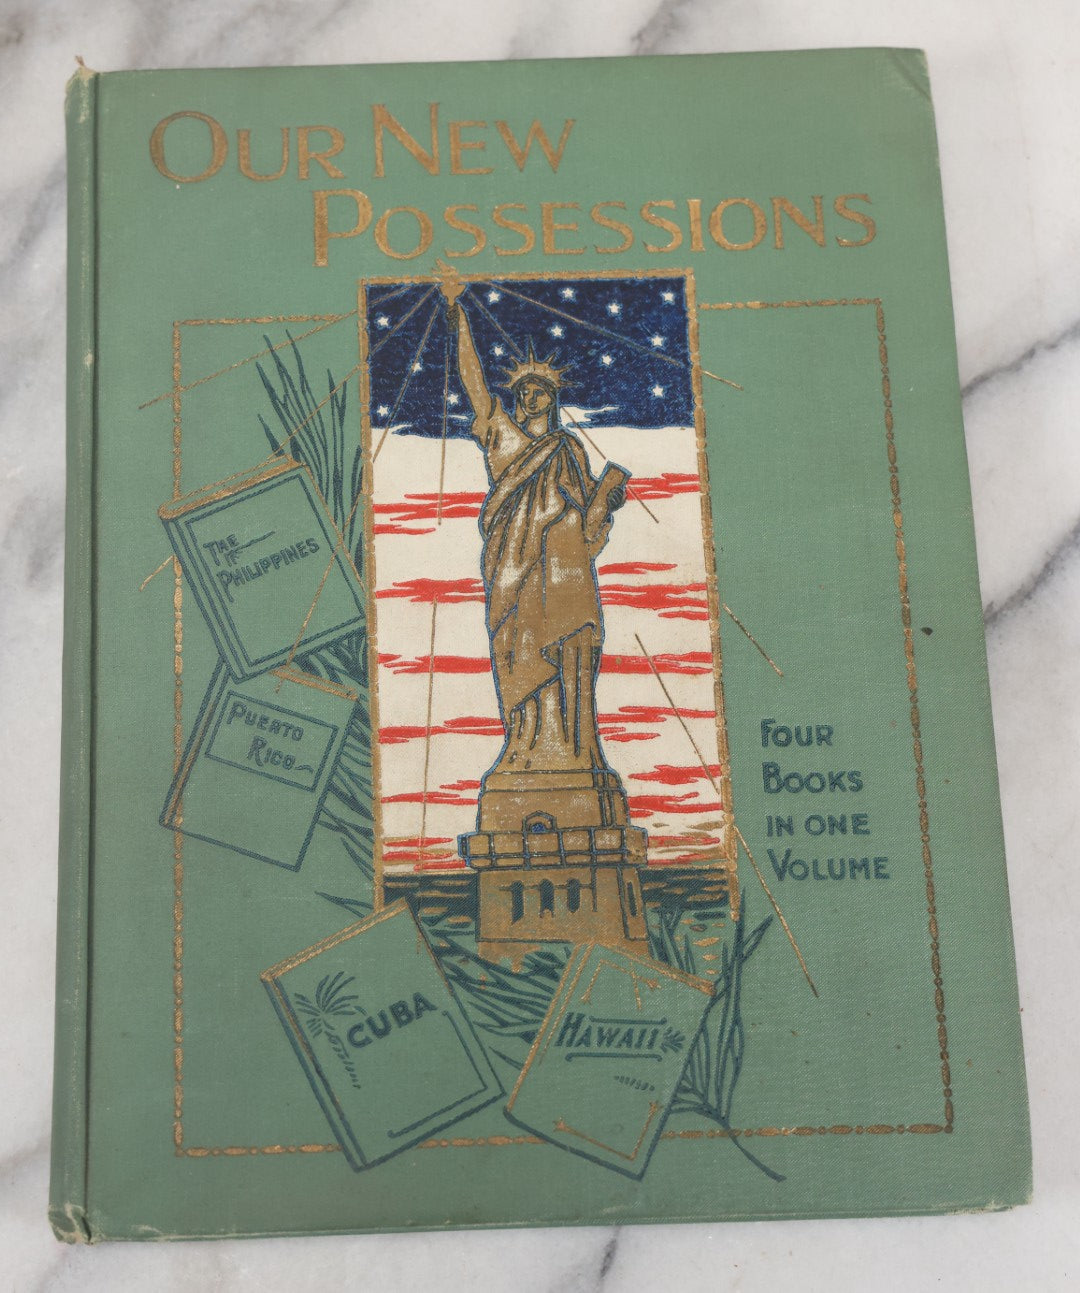 OUR NEW
POSSESSIONS
THE
PHILIPPINES
PUERTO
RICO
FOUR
BOOKS
IN ONE
VOLUME
CUBA
HAWAII